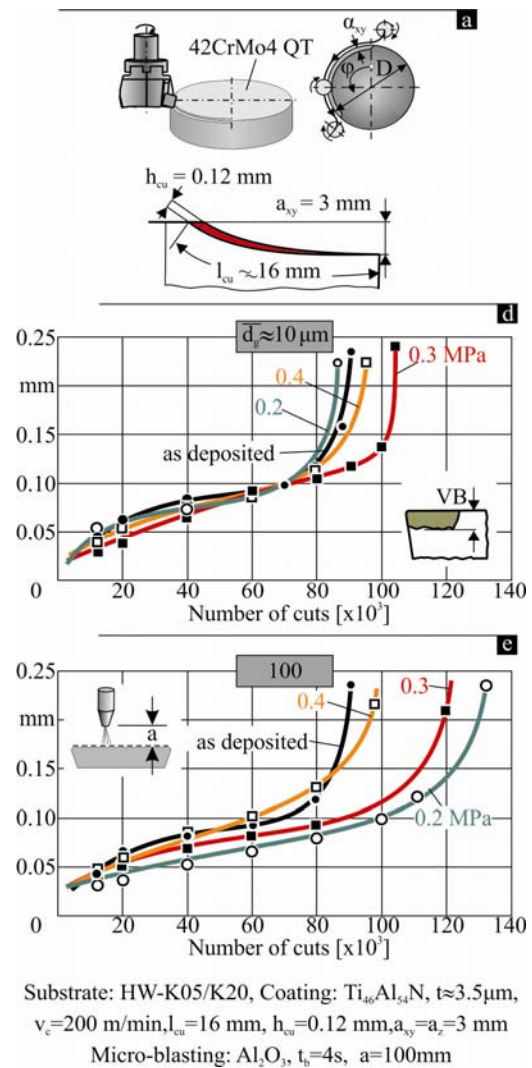 a
α_xy
42CrMo4 QT
φ
D
h_cu = 0.12 mm
a_xy = 3 mm
l_cu ≈16 mm
d
0.25
d_g≈10 μm
mm
0.4
0.3 MPa
0.2
0.15
as deposited
0.10
VB
0.05
0
20 40 60 80 100 120 140
Number of cuts [x10³]
e
0.25
100
0.4
0.3
mm
a
as deposited
0.15
0.10
0.2 MPa
0.05
0
20 40 60 80 100 120 140
Number of cuts [x10³]
Substrate: HW-K05/K20, Coating: Ti₄₆Al₅₄N, t≈3.5μm,
v_c=200 m/min,l_cu=16 mm, h_cu=0.12 mm,a_xy=a_z=3 mm
Micro-blasting: Al₂O₃, t_b=4s, a=100mm